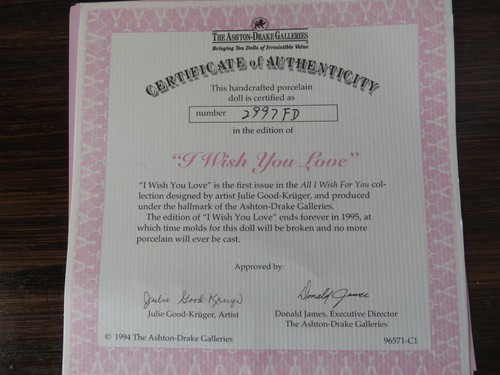 THE ASHTON-DRAKE GALLERIES
Bringing You Dolls of Irresistible Value
CERTIFICATE of AUTHENTICITY
This handcrafted porcelain
doll is certified as
number 2997FD
in the edition of
“I Wish You Love”
“I Wish You Love” is the first issue in the All I Wish For You col-
lection designed by artist Julie Good-Krüger, and produced
under the hallmark of the Ashton-Drake Galleries.
The edition of “I Wish You Love” ends forever in 1995, at
which time molds for this doll will be broken and no more
porcelain will ever be cast.
Approved by:
Julie Good-Krüger Donald James
Julie Good-Krüger, Artist Donald James, Executive Director
The Ashton-Drake Galleries
© 1994 The Ashton-Drake Galleries 96571-C1